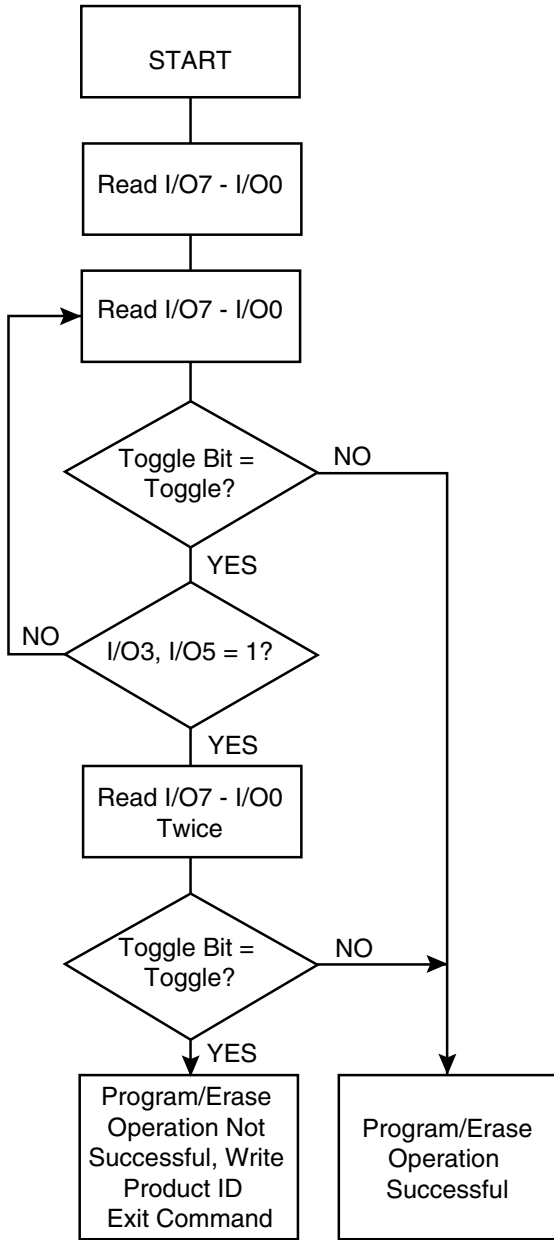 START
Read I/O7 - I/O0
Read I/O7 - I/O0
Toggle Bit =
Toggle?
NO
YES
NO
I/O3, I/O5 = 1?
YES
Read I/O7 - I/O0
Twice
Toggle Bit =
Toggle?
NO
YES
Program/Erase
Operation Not
Successful, Write
Product ID
Exit Command
Program/Erase
Operation
Successful